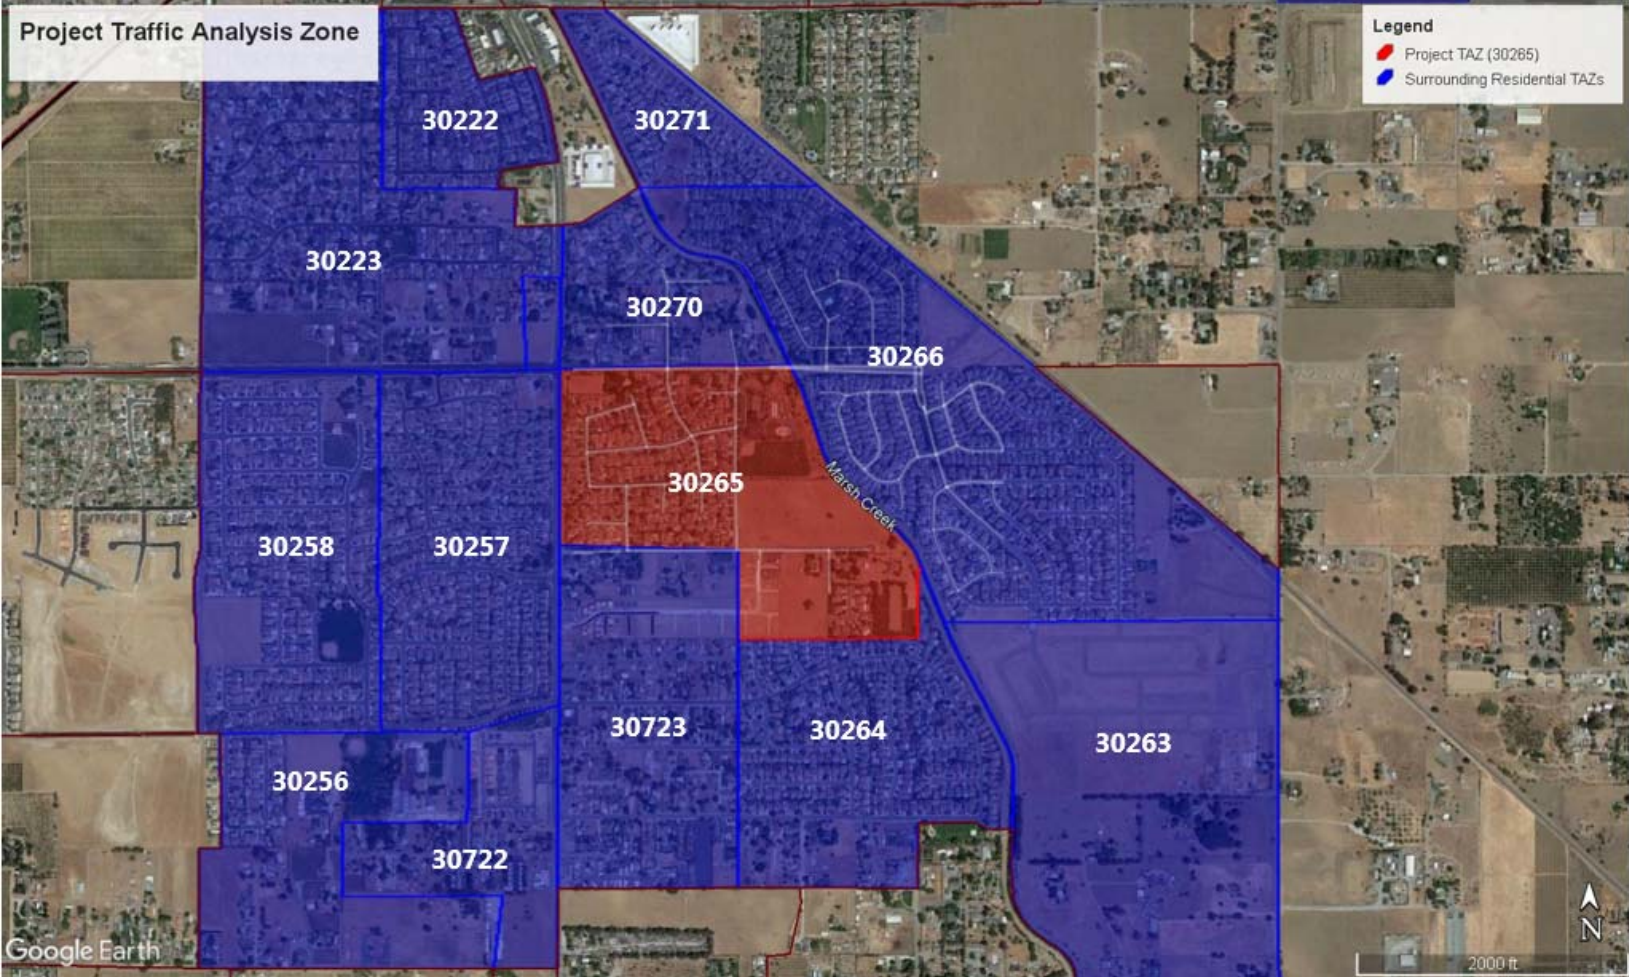 Project Traffic Analysis Zone
Legend
Project TAZ (30265)
Surrounding Residential TAZs
30222
30271
30223
30270
30266
30265
Marsh Creek
30258
30257
30723
30264
30263
30256
30722
Google Earth
N
2000 ft